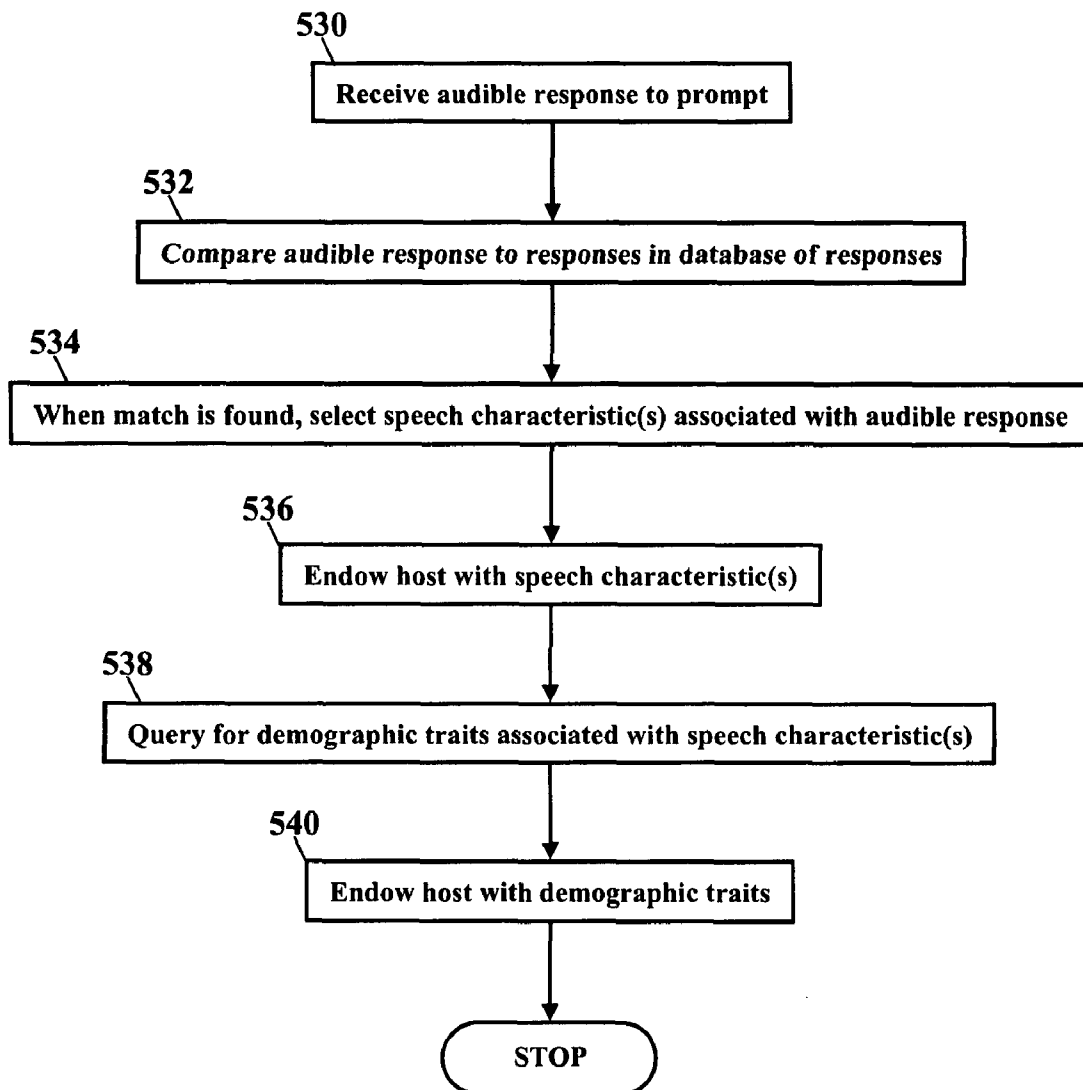 530
Receive audible response to prompt
532
Compare audible response to responses in database of responses
534
When match is found, select speech characteristic(s) associated with audible response
536
Endow host with speech characteristic(s)
538
Query for demographic traits associated with speech characteristic(s)
540
Endow host with demographic traits
STOP